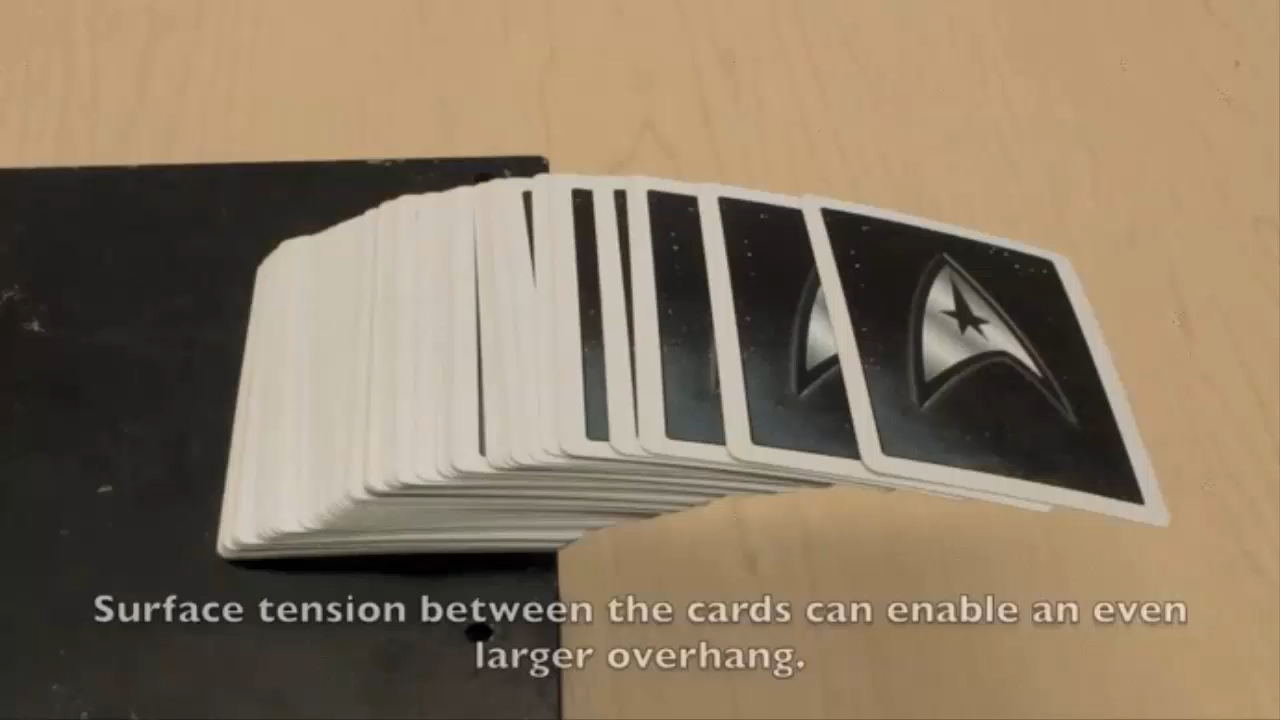 Surface tension between the cards can enable an even
larger overhang.